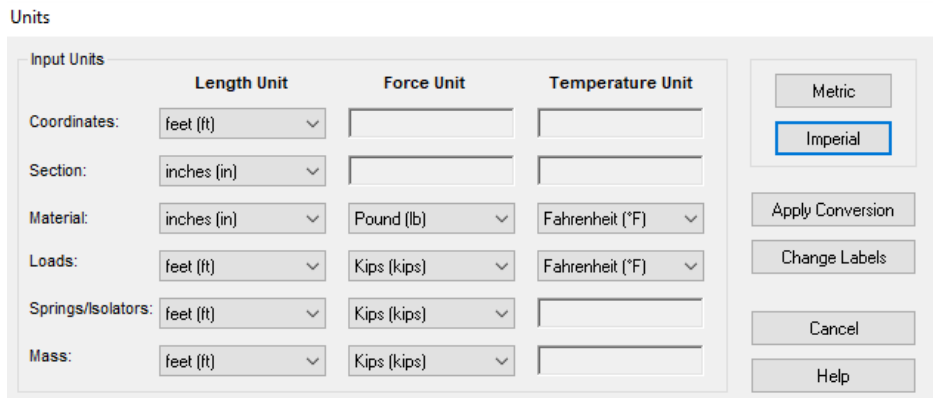 Units
Input Units
Length Unit Force Unit Temperature Unit
Metric
Coordinates: feet (ft)
Imperial
Section: inches (in)
Material: inches (in) Pound (lb) Fahrenheit (°F)
Apply Conversion
Loads: feet (ft) Kips (kips) Fahrenheit (°F)
Change Labels
Springs/Isolators: feet (ft) Kips (kips)
Cancel
Mass: feet (ft) Kips (kips)
Help